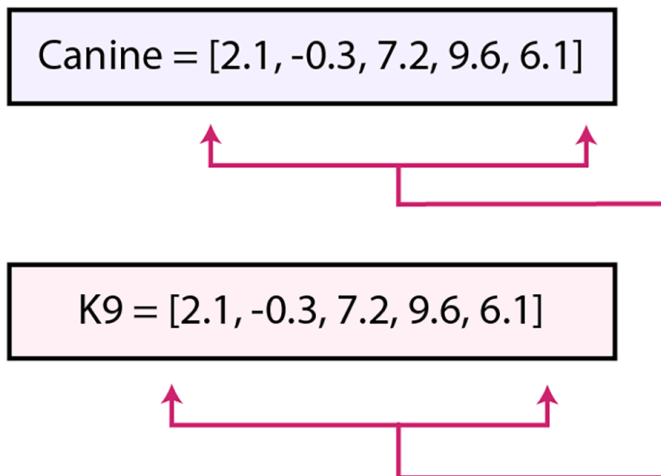 Canine = [2.1, -0.3, 7.2, 9.6, 6.1]
K9 = [2.1, -0.3, 7.2, 9.6, 6.1]